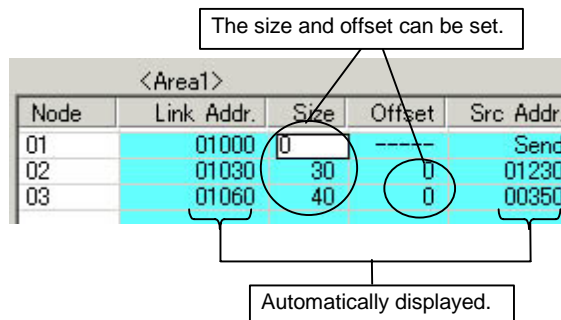 The size and offset can be set.
<Area1>
Node Link Addr. Size Offset Src Addr.
01 01000 0 ----- Send
02 01030 30 0 01230
03 01060 40 0 00350
Automatically displayed.